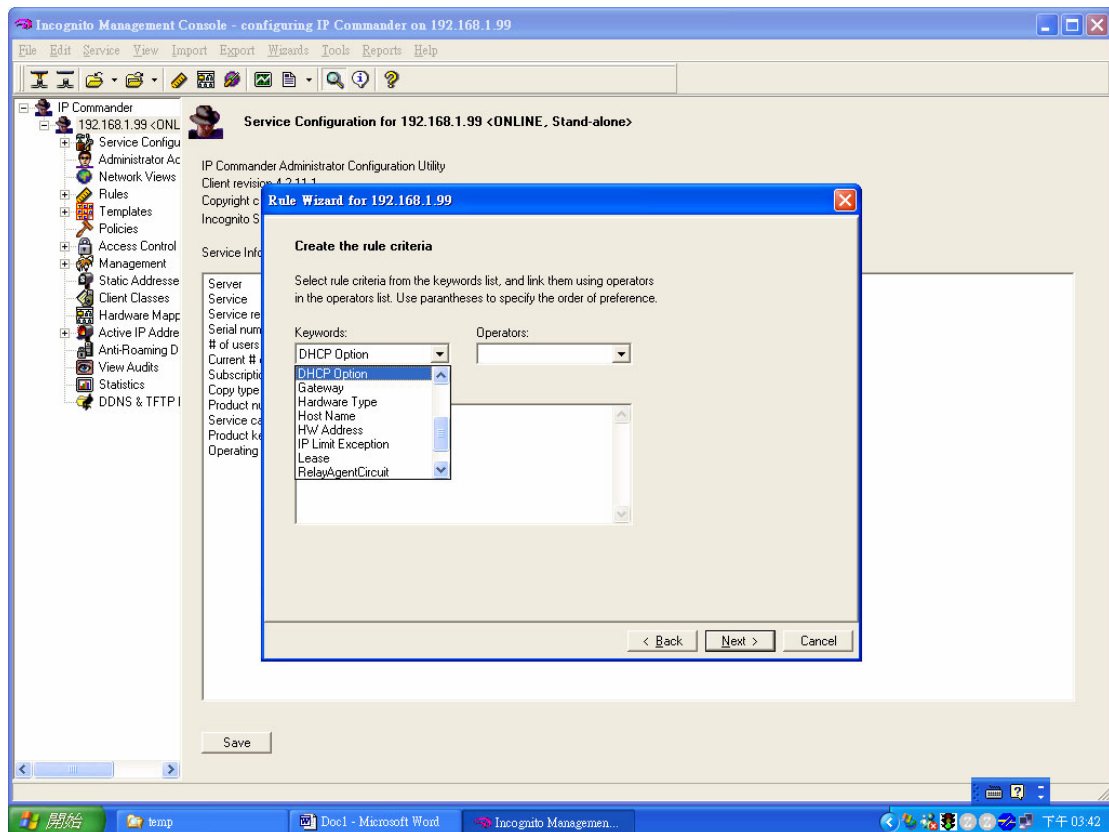 Incognito Management Console - configuring IP Commander on 192.168.1.99
File Edit Service View Import Export Wizards Tools Reports Help
IP Commander
192.168.1.99 <ONL
Service Configu
Administrator Ac
Network Views
Rules
Templates
Policies
Access Control
Management
Static Addresse
Client Classes
Hardware Mapp
Active IP Addre
Anti-Roaming D
View Audits
Statistics
DDNS & TFTP I
Service Configuration for 192.168.1.99 <ONLINE, Stand-alone>
IP Commander Administrator Configuration Utility
Client revision 4.2.11.1
Copyright c
Incognito S
Service Info
Server
Service
Service re
Serial num
# of users
Current #
Subscriptio
Copy type
Product nu
Service ca
Product ke
Operating
Rule Wizard for 192.168.1.99
Create the rule criteria
Select rule criteria from the keywords list, and link them using operators
in the operators list. Use parantheses to specify the order of preference.
Keywords: Operators:
DHCP Option
DHCP Option
Gateway
Hardware Type
Host Name
HW Address
IP Limit Exception
Lease
RelayAgentCircuit
< Back Next > Cancel
Save
開始 temp Doc1 - Microsoft Word Incognito Managemen... 下午 03:42